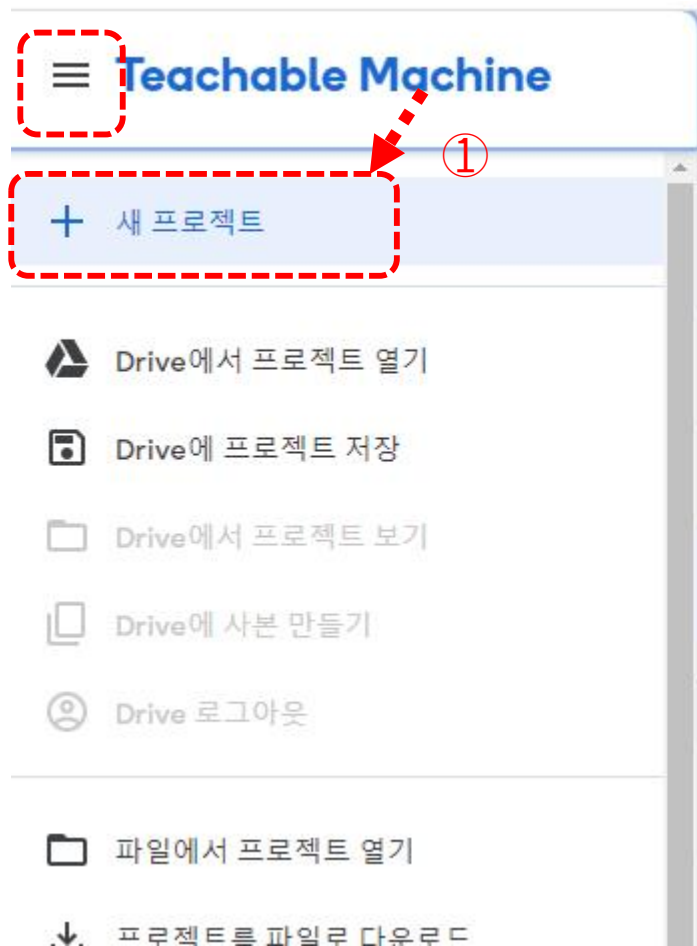 Teachable Machine
①
새 프로젝트
Drive에서 프로젝트 열기
Drive에 프로젝트 저장
Drive에서 프로젝트 보기
Drive에 사본 만들기
Drive 로그아웃
파일에서 프로젝트 열기
프로젝트를 파일로 다운로드